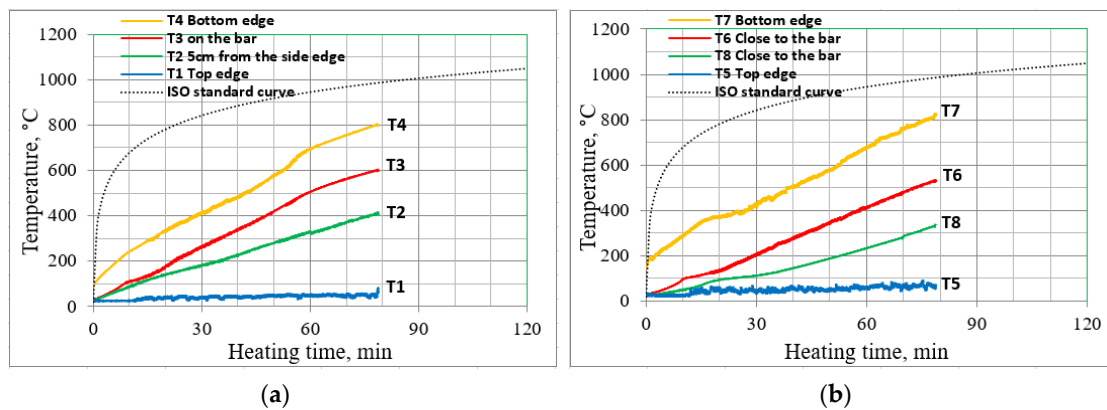 T4 Bottom edge
T3 on the bar
T2 5cm from the side edge
T1 Top edge
ISO standard curve
1200
1000
800
600
400
200
0
0 30 60 90 120
Temperature, °C
Heating time, min
T4
T3
T2
T1
(a)
T7 Bottom edge
T6 Close to the bar
T8 Close to the bar
T5 Top edge
ISO standard curve
1200
1000
800
600
400
200
0
0 30 60 90 120
Temperature, °C
Heating time, min
T7
T6
T8
T5
(b)